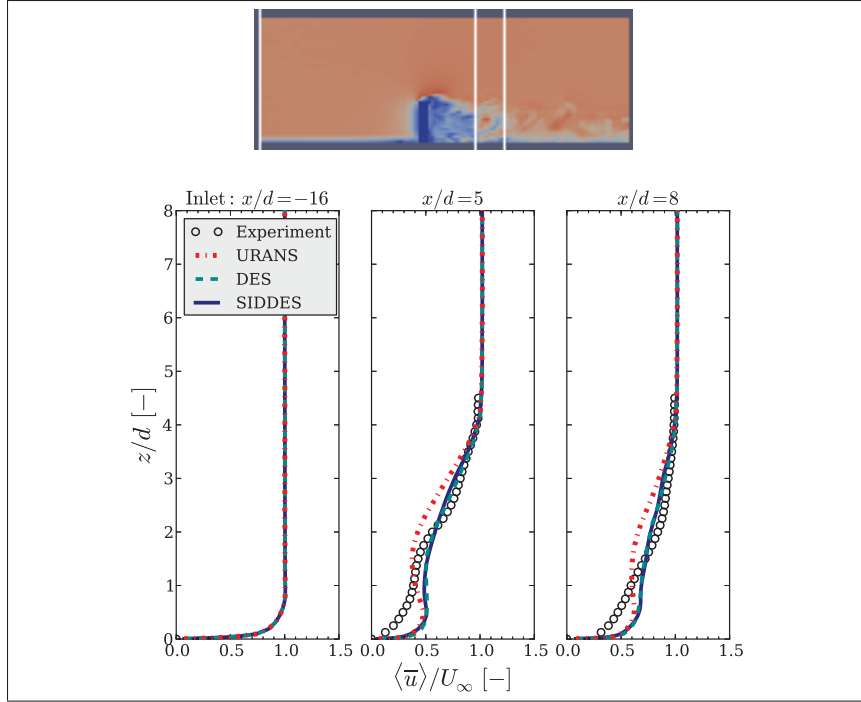 Inlet: x/d=−16
x/d=5
x/d=8
Experiment
URANS
DES
SIDDES
8
7
6
5
4
3
2
1
0
z/d [−]
0.0 0.5 1.0 1.5
0.0 0.5 1.0 1.5
0.0 0.5 1.0 1.5
⟨u̅⟩/U∞ [−]